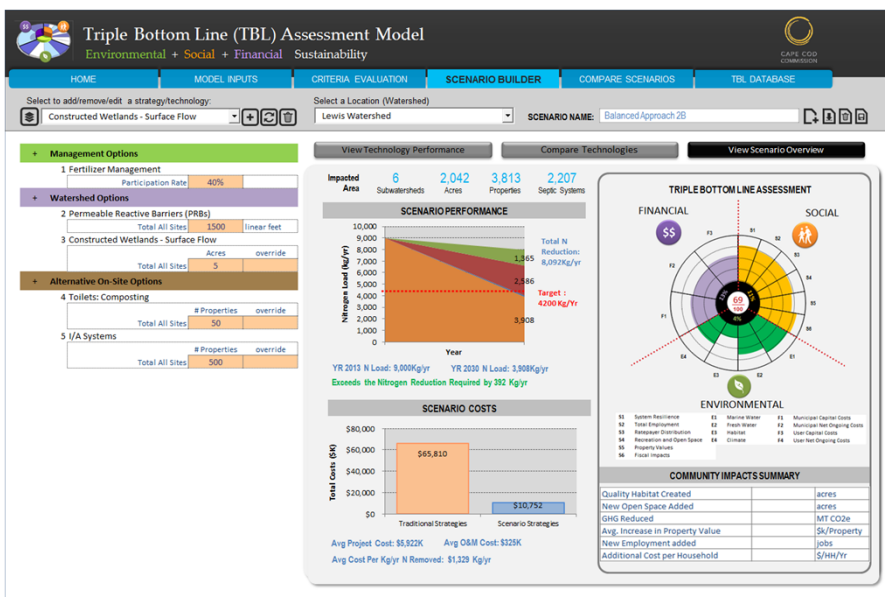 Triple Bottom Line (TBL) Assessment Model
Environmental + Social + Financial Sustainability
CAPE COD
COMMISSION
HOME MODEL INPUTS CRITERIA EVALUATION SCENARIO BUILDER COMPARE SCENARIOS TBL DATABASE
Select to add/remove/edit a strategy/technology:
Constructed Wetlands - Surface Flow
Select a Location (Watershed)
Lewis Watershed
SCENARIO NAME: Balanced Approach 2B
+ Management Options
1 Fertilizer Management
Participation Rate 40%
+ Watershed Options
2 Permeable Reactive Barriers (PRBs)
Total All Sites 1500 linear feet
3 Constructed Wetlands - Surface Flow
Acres override
Total All Sites 5
+ Alternative On-Site Options
4 Toilets: Composting
# Properties override
Total All Sites 50
5 I/A Systems
# Properties override
Total All Sites 500
View Technology Performance Compare Technologies View Scenario Overview
Impacted Area
6 Subwatersheds
2,042 Acres
3,813 Properties
2,207 Septic Systems
SCENARIO PERFORMANCE
Nitrogen Load (kg/yr)
10,000
9,000
8,000
7,000
6,000
5,000
4,000
3,000
2,000
1,000
0
1,365
2,586
3,908
Total N
Reduction:
8,092Kg/yr
Target :
4200 Kg/Yr
Year
YR 2013 N Load: 9,000Kg/yr YR 2030 N Load: 3,908Kg/yr
Exceeds the Nitrogen Reduction Required by 392 Kg/yr
SCENARIO COSTS
Total Costs ($K)
$80,000
$60,000
$40,000
$20,000
$0
$65,810
$10,752
Traditional Strategies Scenario Strategies
Avg Project Cost: $5,922K Avg O&M Cost: $325K
Avg Cost Per Kg/yr N Removed: $1,329 Kg/yr
TRIPLE BOTTOM LINE ASSESSMENT
FINANCIAL
$$
SOCIAL
F3
S1
S2
F2
S3
S4
F1
S5
S6
E4
E1
E3
E2
69
100
4%
ENVIRONMENTAL
S1 System Resillience E1 Marine Water F1 Municipal Capital Costs
S2 Total Employment E2 Fresh Water F2 Municipal Net Ongoing Costs
S3 Ratepayer Distribution E3 Habitat F3 User Capital Costs
S4 Recreation and Open Space E4 Climate F4 User Net Ongoing Costs
S5 Property Values
S6 Fiscal Impacts
COMMUNITY IMPACTS SUMMARY
Quality Habitat Created acres
New Open Space Added acres
GHG Reduced MT CO2e
Avg. Increase in Property Value $k/Property
New Employment added jobs
Additional Cost per Household $/HH/Yr